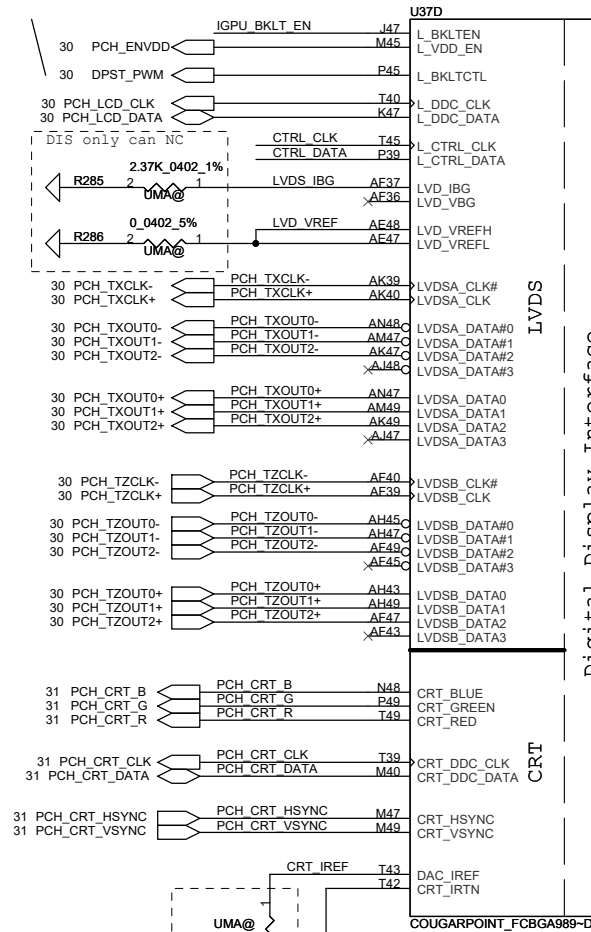 U37D
IGPU_BKLT_EN J47 L_BKLTEN
30 PCH_ENVDD M45 L_VDD_EN
30 DPST_PWM P45 L_BKLTCTL
30 PCH_LCD_CLK T40 L_DDC_CLK
30 PCH_LCD_DATA K47 L_DDC_DATA
DIS only can NC
CTRL_CLK T45 L_CTRL_CLK
CTRL_DATA P39 L_CTRL_DATA
2.37K_0402_1%
R285 2 1 LVDS_IBG AF37 LVD_IBG
UMA@ AF36 LVD_VBG
0_0402_5% LVD_VREF AE48 LVD_VREFH
R286 2 1 AE47 LVD_VREFL
UMA@
30 PCH_TXCLK- PCH_TXCLK- AK39 LVDSA_CLK#
30 PCH_TXCLK+ PCH_TXCLK+ AK40 LVDSA_CLK
LVDS
30 PCH_TXOUT0- PCH_TXOUT0- AN48 LVDSA_DATA#0
30 PCH_TXOUT1- PCH_TXOUT1- AM47 LVDSA_DATA#1
30 PCH_TXOUT2- PCH_TXOUT2- AK47 LVDSA_DATA#2
AJ48 LVDSA_DATA#3
30 PCH_TXOUT0+ PCH_TXOUT0+ AN47 LVDSA_DATA0
30 PCH_TXOUT1+ PCH_TXOUT1+ AM49 LVDSA_DATA1
30 PCH_TXOUT2+ PCH_TXOUT2+ AK49 LVDSA_DATA2
AJ47 LVDSA_DATA3
30 PCH_TZCLK- PCH_TZCLK- AF40 LVDSB_CLK#
30 PCH_TZCLK+ PCH_TZCLK+ AF39 LVDSB_CLK
30 PCH_TZOUT0- PCH_TZOUT0- AH45 LVDSB_DATA#0
30 PCH_TZOUT1- PCH_TZOUT1- AH47 LVDSB_DATA#1
30 PCH_TZOUT2- PCH_TZOUT2- AF49 LVDSB_DATA#2
AF45 LVDSB_DATA#3
30 PCH_TZOUT0+ PCH_TZOUT0+ AH43 LVDSB_DATA0
30 PCH_TZOUT1+ PCH_TZOUT1+ AH49 LVDSB_DATA1
30 PCH_TZOUT2+ PCH_TZOUT2+ AF47 LVDSB_DATA2
AF43 LVDSB_DATA3
Digital Display Interface
31 PCH_CRT_B PCH_CRT_B N48 CRT_BLUE
31 PCH_CRT_G PCH_CRT_G P49 CRT_GREEN
31 PCH_CRT_R PCH_CRT_R T49 CRT_RED
31 PCH_CRT_CLK PCH_CRT_CLK T39 CRT_DDC_CLK
31 PCH_CRT_DATA PCH_CRT_DATA M40 CRT_DDC_DATA
CRT
31 PCH_CRT_HSYNC PCH_CRT_HSYNC M47 CRT_HSYNC
31 PCH_CRT_VSYNC PCH_CRT_VSYNC M49 CRT_VSYNC
CRT_IREF T43 DAC_IREF
T42 CRT_IRTN
1
UMA@
COUGARPOINT_FCBGA989~D